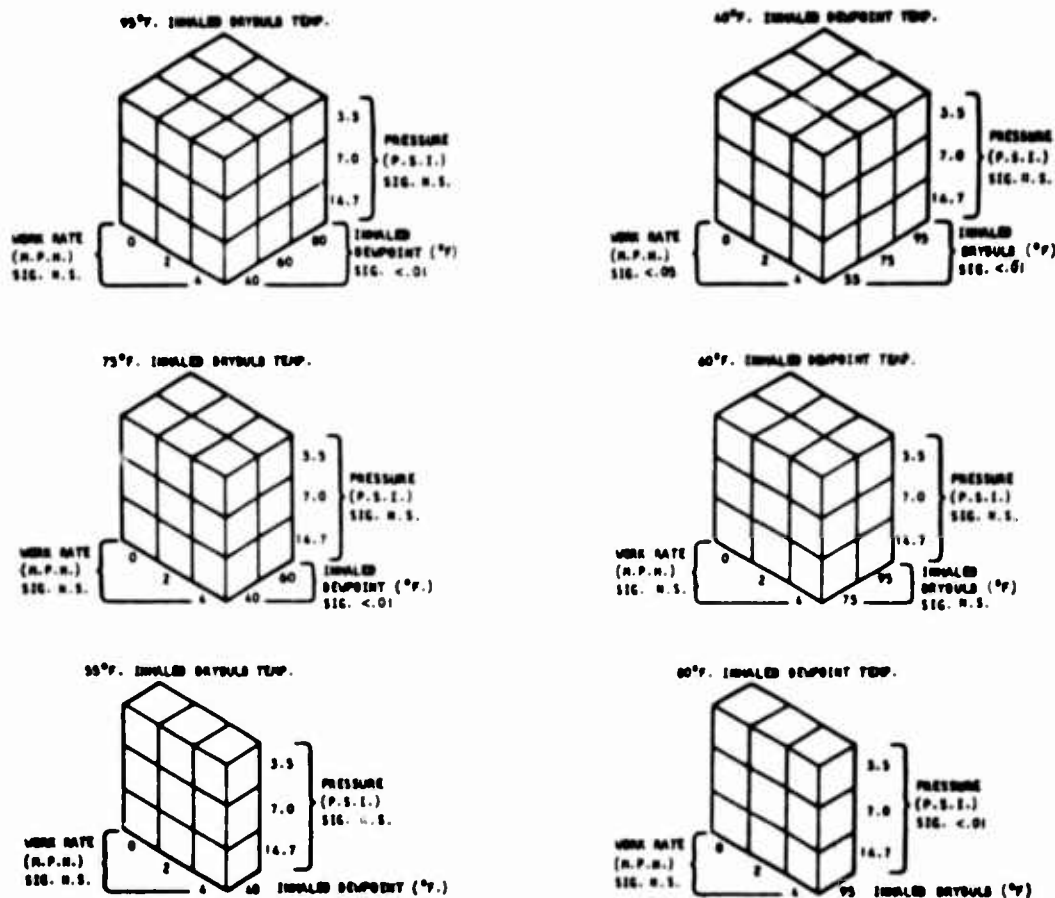 95°F. INHALED DRYBULB TEMP.
3.5
7.0
14.7
PRESSURE
(P.S.I.)
SIG. N.S.
WORK RATE
(M.P.H.)
SIG. N.S.
0
2
4
40
60
80
INHALED
DEWPOINT (°F)
SIG <.01
40°F. INHALED DEWPOINT TEMP.
3.5
7.0
14.7
PRESSURE
(P.S.I.)
SIG. N.S.
WORK RATE
(M.P.H.)
SIG. <.05
0
2
4
55
75
95
INHALED
DRYBULB (°F)
SIG. <.01
75°F. INHALED DRYBULB TEMP.
3.5
7.0
14.7
PRESSURE
(P.S.I.)
SIG. N.S.
WORK RATE
(M.P.H.)
SIG. N.S.
0
2
4
40
60
INHALED
DEWPOINT (°F.)
SIG. <.01
60°F. INHALED DEWPOINT TEMP.
3.5
7.0
14.7
PRESSURE
(P.S.I.)
SIG. N.S.
WORK RATE
(M.P.H.)
SIG. N.S.
0
2
4
75
95
INHALED
DRYBULB (°F)
SIG. N.S.
55°F. INHALED DRYBULB TEMP.
3.5
7.0
14.7
PRESSURE
(P.S.I.)
SIG. N.S.
WORK RATE
(M.P.H.)
SIG. N.S.
0
2
4
40
INHALED DEWPOINT (°F.)
80°F. INHALED DEWPOINT TEMP.
3.5
7.0
14.7
PRESSURE
(P.S.I.)
SIG <.01
WORK RATE
(M.P.H.)
SIG. N.S.
0
2
4
95
INHALED DRYBULB (°F)